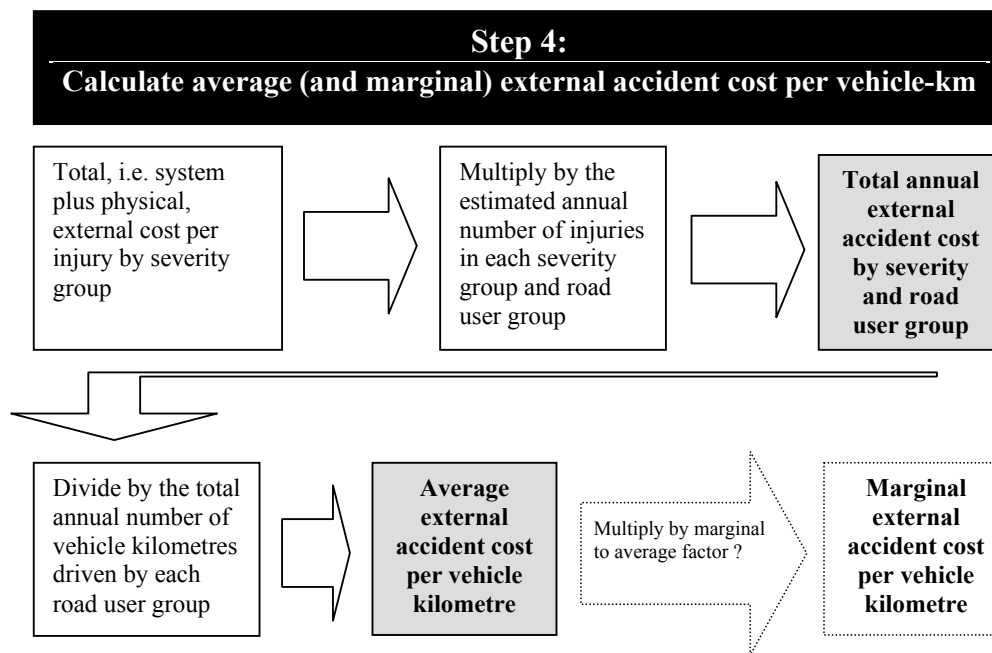 Step 4:
Calculate average (and marginal) external accident cost per vehicle-km
Total, i.e. system
plus physical,
external cost per
injury by severity
group
Multiply by the
estimated annual
number of injuries
in each severity
group and road
user group
Total annual
external
accident cost
by severity
and road
user group
Divide by the total
annual number of
vehicle kilometres
driven by each
road user group
Average
external
accident cost
per vehicle
kilometre
Multiply by marginal
to average factor ?
Marginal
external
accident cost
per vehicle
kilometre